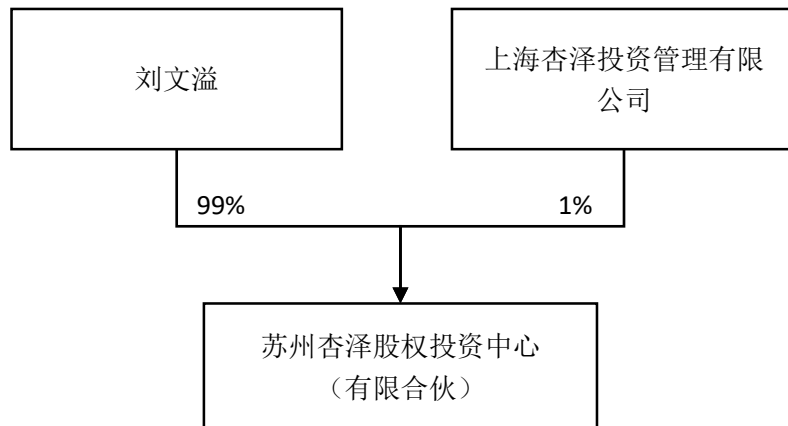 刘文溢
上海杏泽投资管理有限
公司
99%
1%
苏州杏泽股权投资中心
（有限合伙）